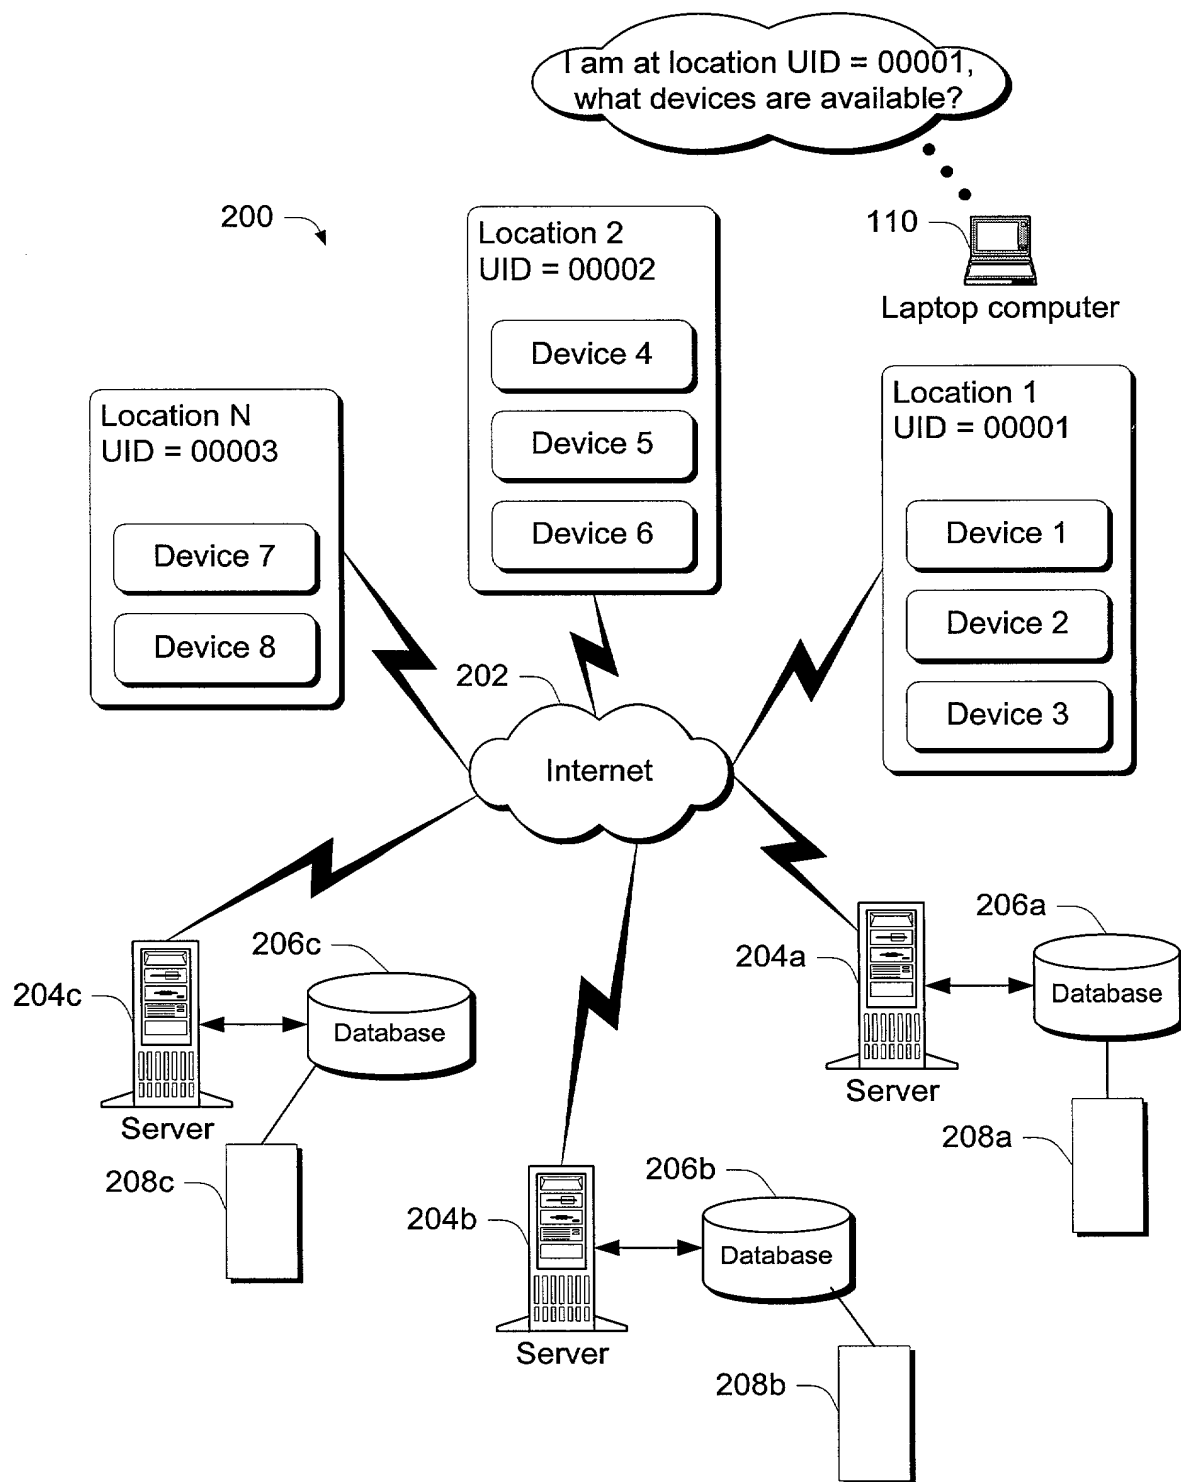 I am at location UID = 00001,
what devices are available?
200
110
Laptop computer
Location 2
UID = 00002
Device 4
Device 5
Device 6
Location N
UID = 00003
Device 7
Device 8
Location 1
UID = 00001
Device 1
Device 2
Device 3
202
Internet
204c
206c
Database
Server
208c
204b
206b
Database
Server
208b
204a
206a
Database
Server
208a